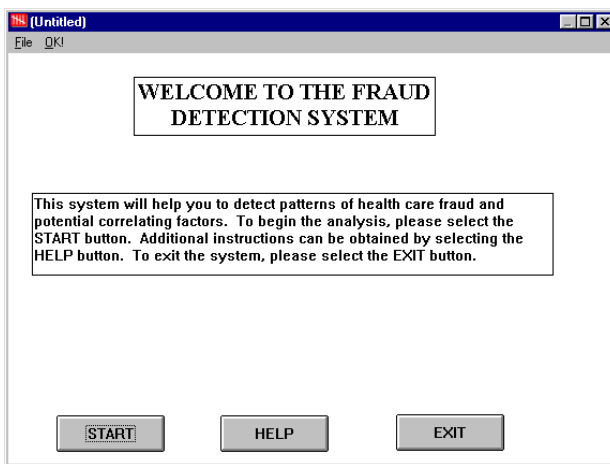 (Untitled)
File OK!
WELCOME TO THE FRAUD
DETECTION SYSTEM
This system will help you to detect patterns of health care fraud and
potential correlating factors. To begin the analysis, please select the
START button. Additional instructions can be obtained by selecting the
HELP button. To exit the system, please select the EXIT button.
START HELP EXIT